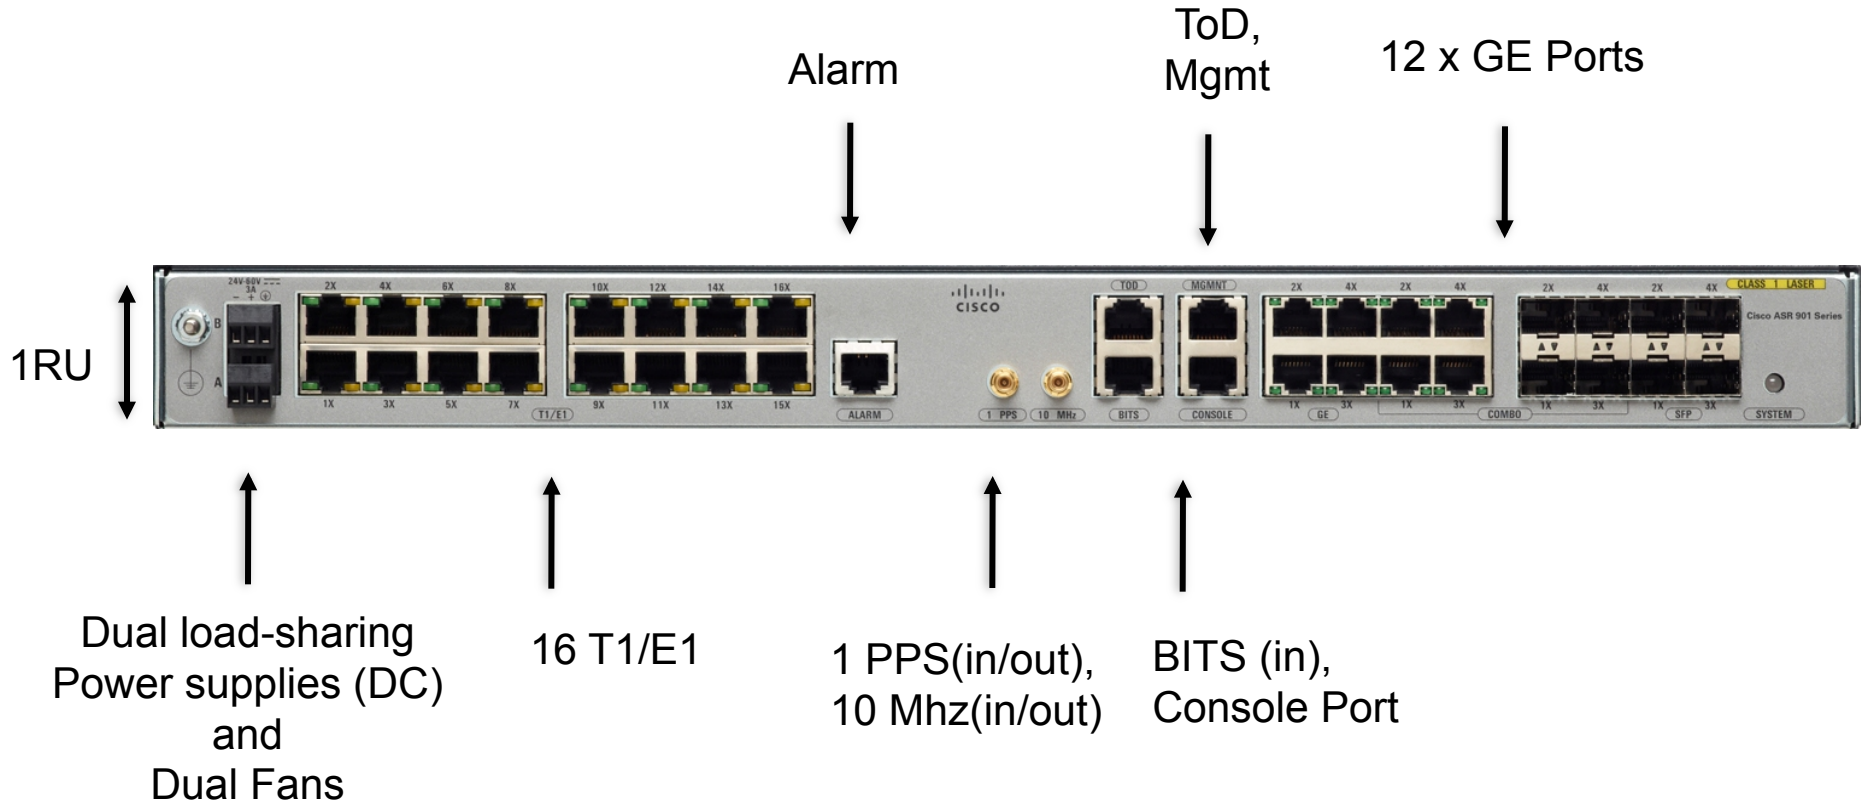 ToD,
Mgmt
Alarm
12 x GE Ports
1RU
24V-60V
3A
- +
B
A
2X 4X 6X 8X
10X 12X 14X 16X
1X 3X 5X 7X
T1/E1
9X 11X 13X 15X
ALARM
CISCO
1 PPS
10 MHz
TOD
BITS
MGMNT
CONSOLE
2X 4X 2X 4X
1X GE 3X 1X 3X
COMBO
2X 4X 2X 4X
1X 3X 1X SFP 3X
CLASS 1 LASER
Cisco ASR 901 Series
SYSTEM
Dual load-sharing
Power supplies (DC)
and
Dual Fans
16 T1/E1
1 PPS(in/out),
10 Mhz(in/out)
BITS (in),
Console Port